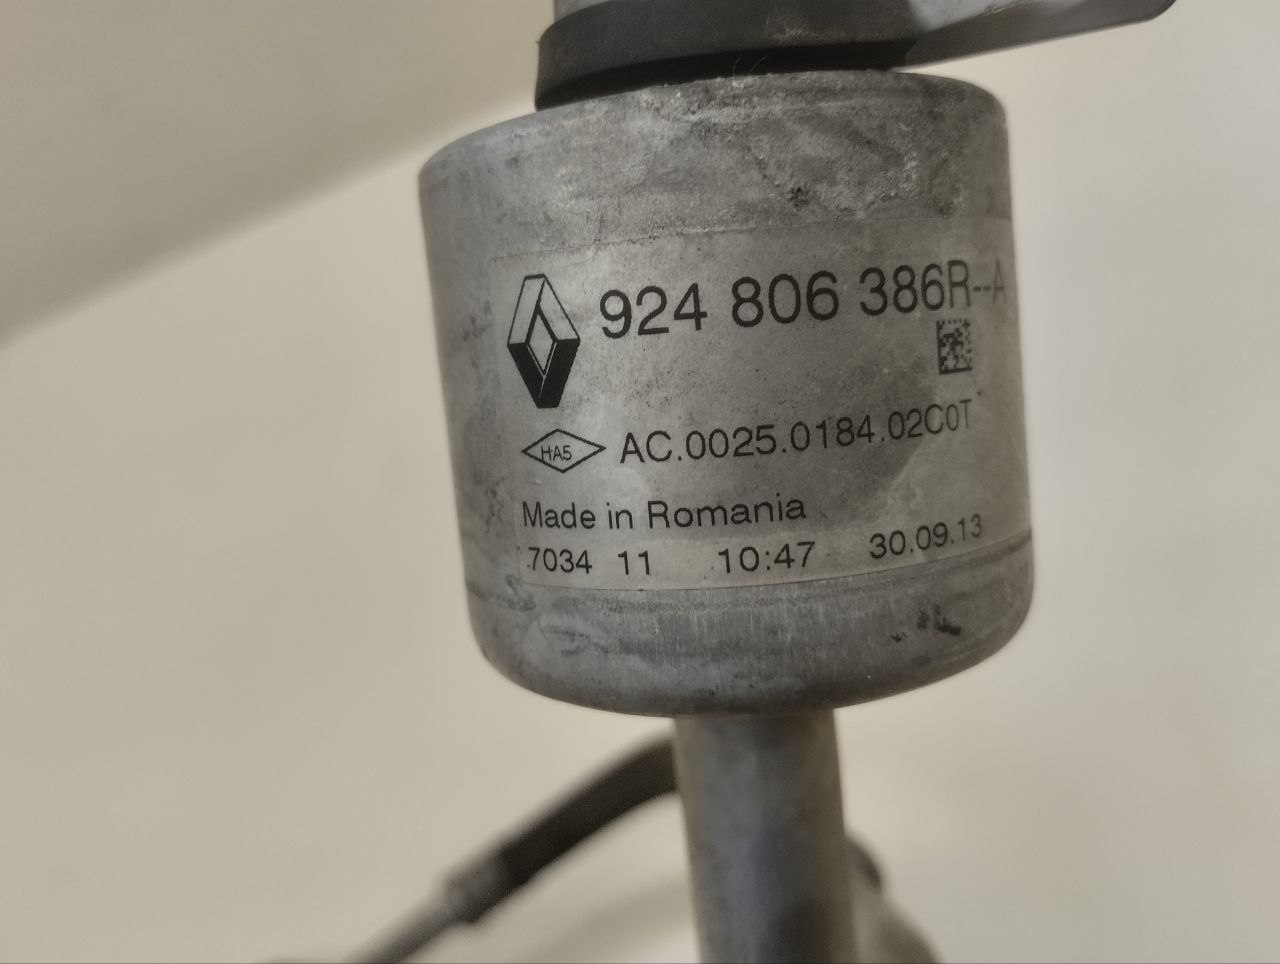 924 806 386R--A
HA5 AC.0025.0184.02C0T
Made in Romania
7034 11 10:47 30.09.13